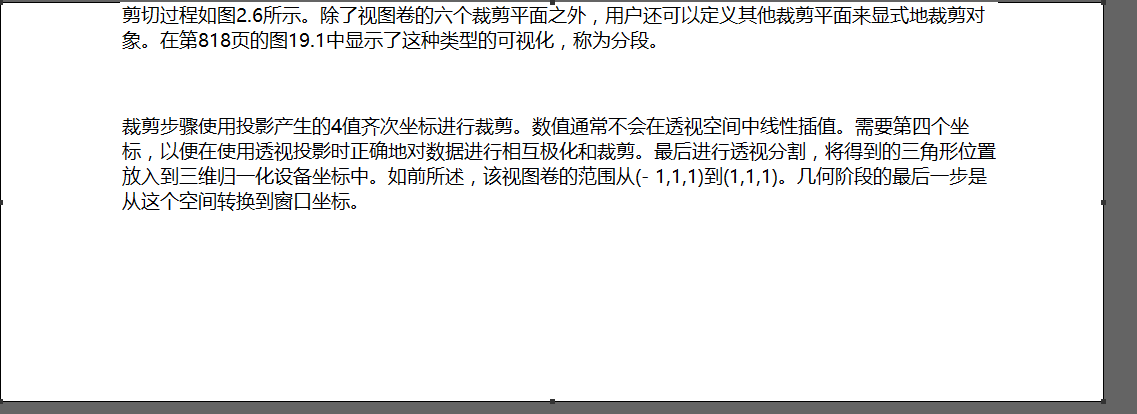 剪切过程如图2.6所示。除了视图卷的六个裁剪平面之外，用户还可以定义其他裁剪平面来显式地裁剪对
象。在第818页的图19.1中显示了这种类型的可视化，称为分段。
裁剪步骤使用投影产生的4值齐次坐标进行裁剪。数值通常不会在透视空间中线性插值。需要第四个坐
标，以便在使用透视投影时正确地对数据进行相互极化和裁剪。最后进行透视分割，将得到的三角形位置
放入到三维归一化设备坐标中。如前所述，该视图卷的范围从(- 1,1,1)到(1,1,1)。几何阶段的最后一步是
从这个空间转换到窗口坐标。